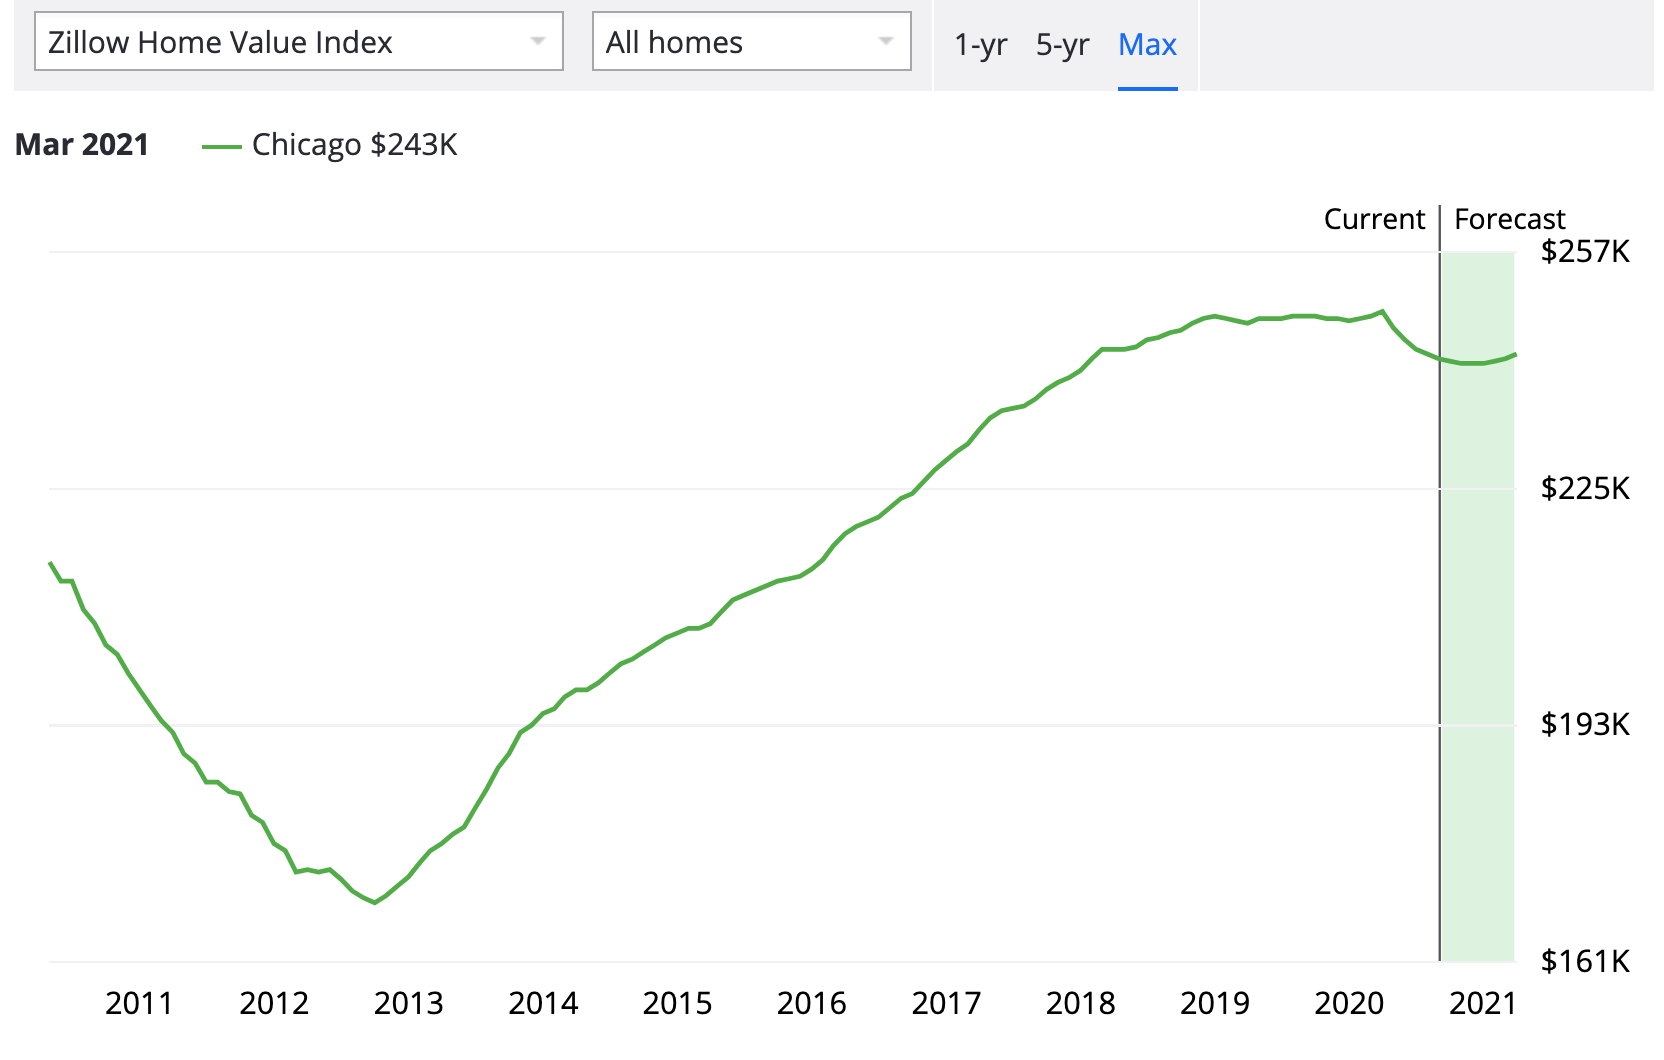 Zillow Home Value Index All homes 1-yr 5-yr Max
Mar 2021 Chicago $243K
Current Forecast
$257K
$225K
$193K
$161K
2011 2012 2013 2014 2015 2016 2017 2018 2019 2020 2021